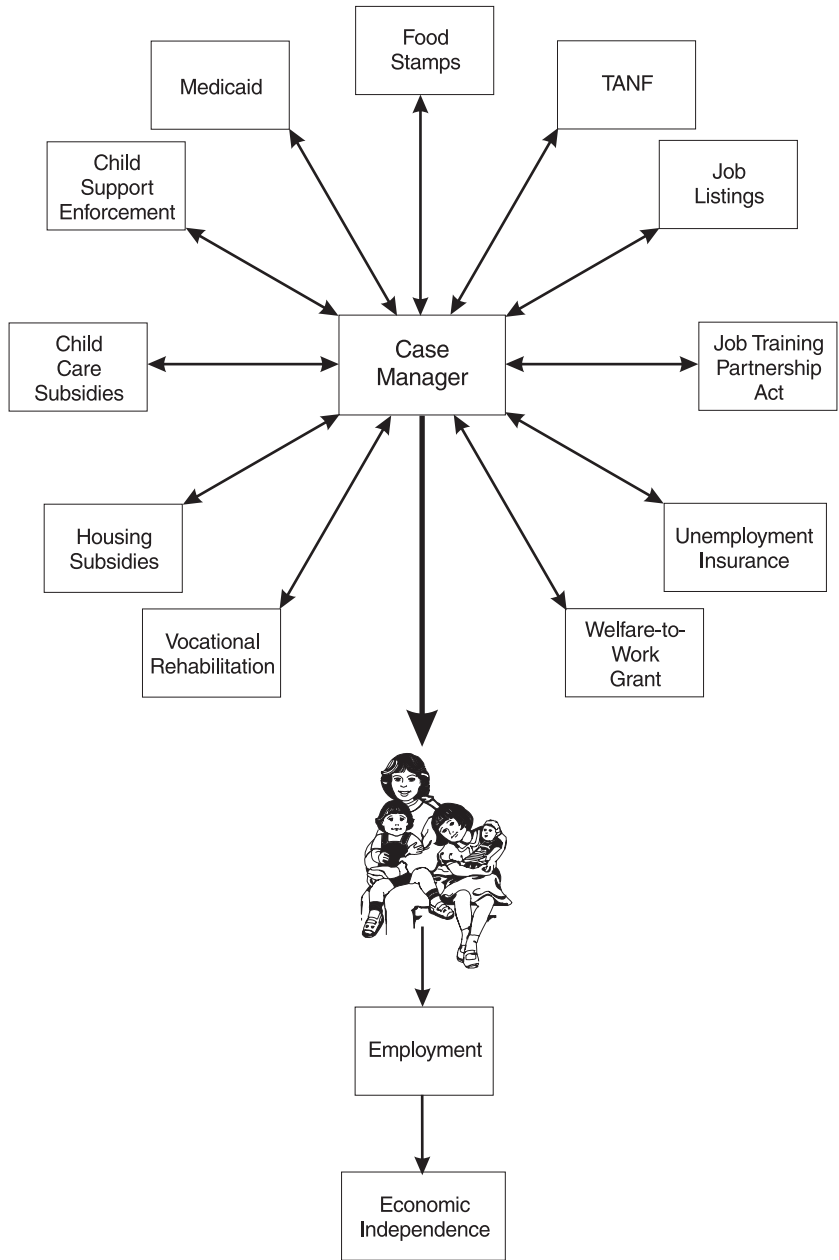 Food
Stamps
Medicaid
TANF
Child
Support
Enforcement
Job
Listings
Child
Care
Subsidies
Case
Manager
Job Training
Partnership
Act
Housing
Subsidies
Unemployment
Insurance
Vocational
Rehabilitation
Welfare-to-
Work
Grant
Employment
Economic
Independence